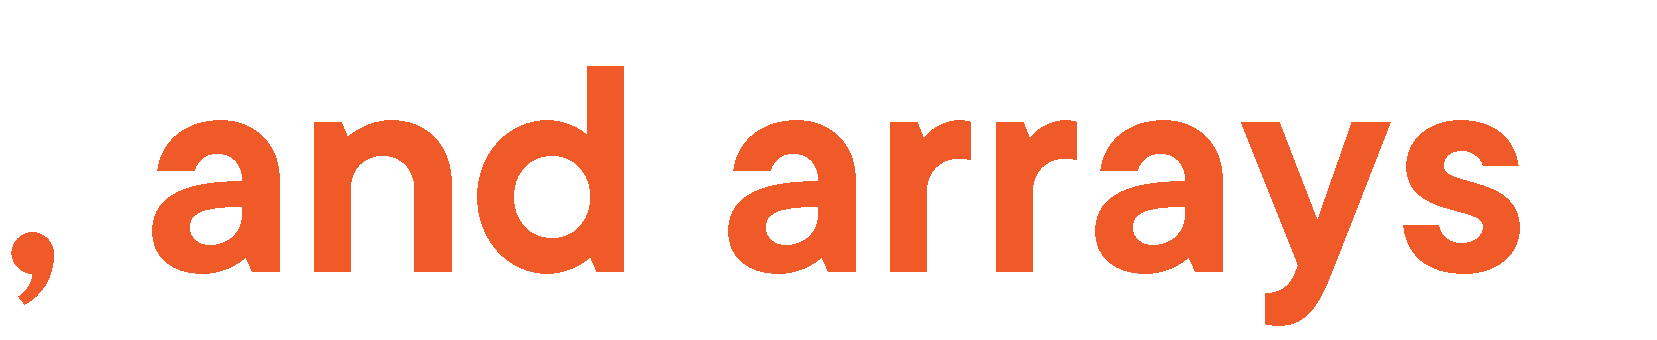 , and arrays